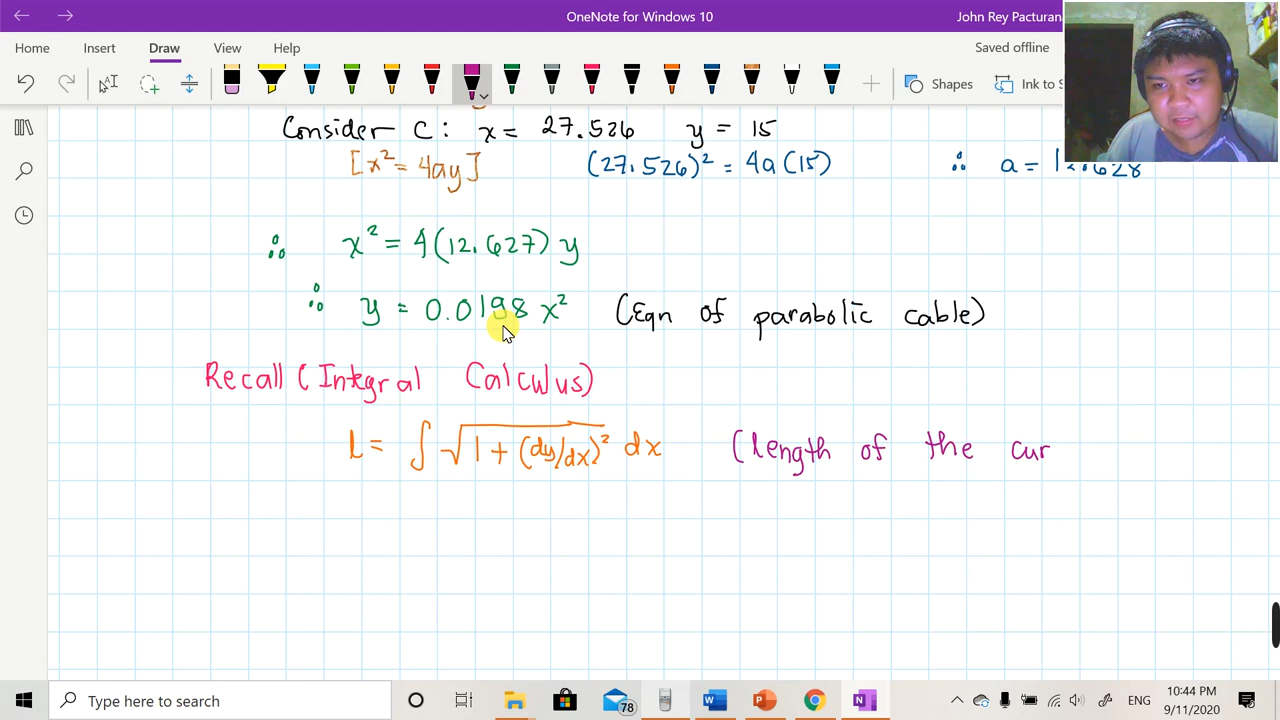 OneNote for Windows 10
John Rey Pacturan
Home Insert Draw View Help
Saved offline
Shapes
Ink to
Consider C: x = 27.526 y = 15
[x² = 4ay] (27.526)² = 4a(15) ∴ a = 12.628
∴ x² = 4(12.627) y
∴ y = 0.0198 x² (Eqn of parabolic cable)
Recall (Integral Calculus)
l = ∫ √1 + (dy/dx)² dx (length of the cur
Type here to search
78
ENG
10:44 PM
9/11/2020